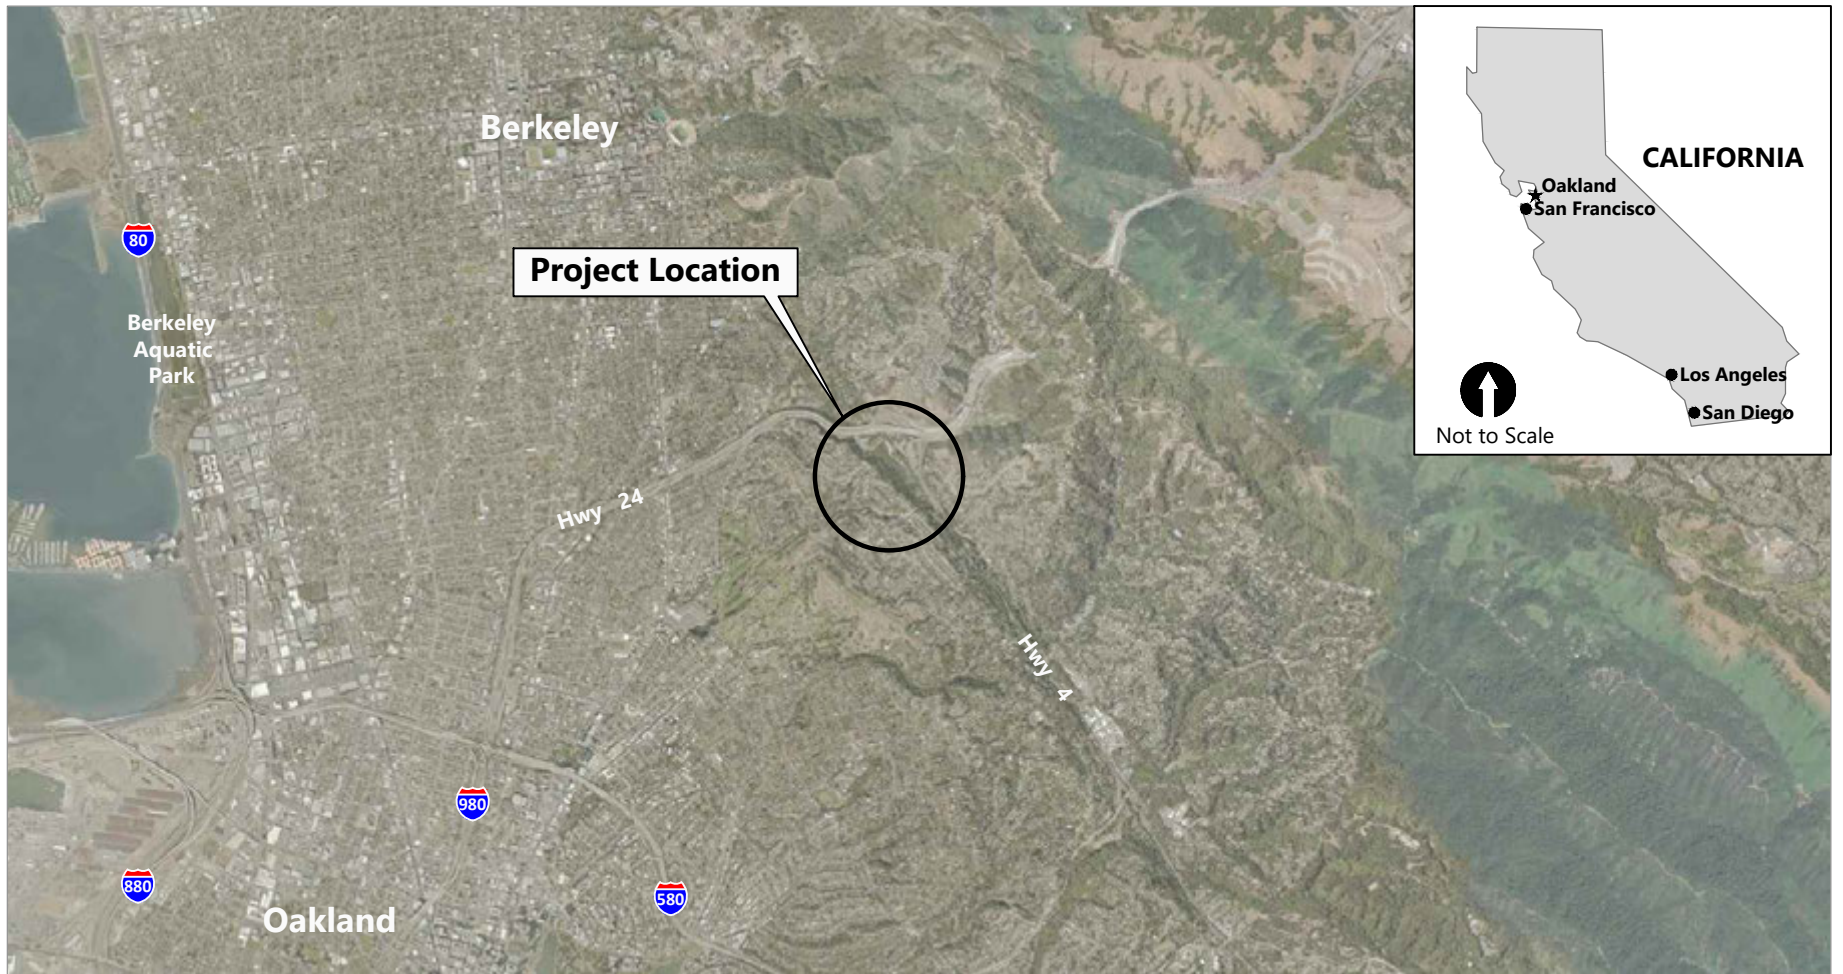 Berkeley
80
Project Location
Berkeley
Aquatic
Park
Hwy 24
Hwy 4
980
880
580
Oakland
CALIFORNIA
Oakland
San Francisco
Los Angeles
San Diego
Not to Scale